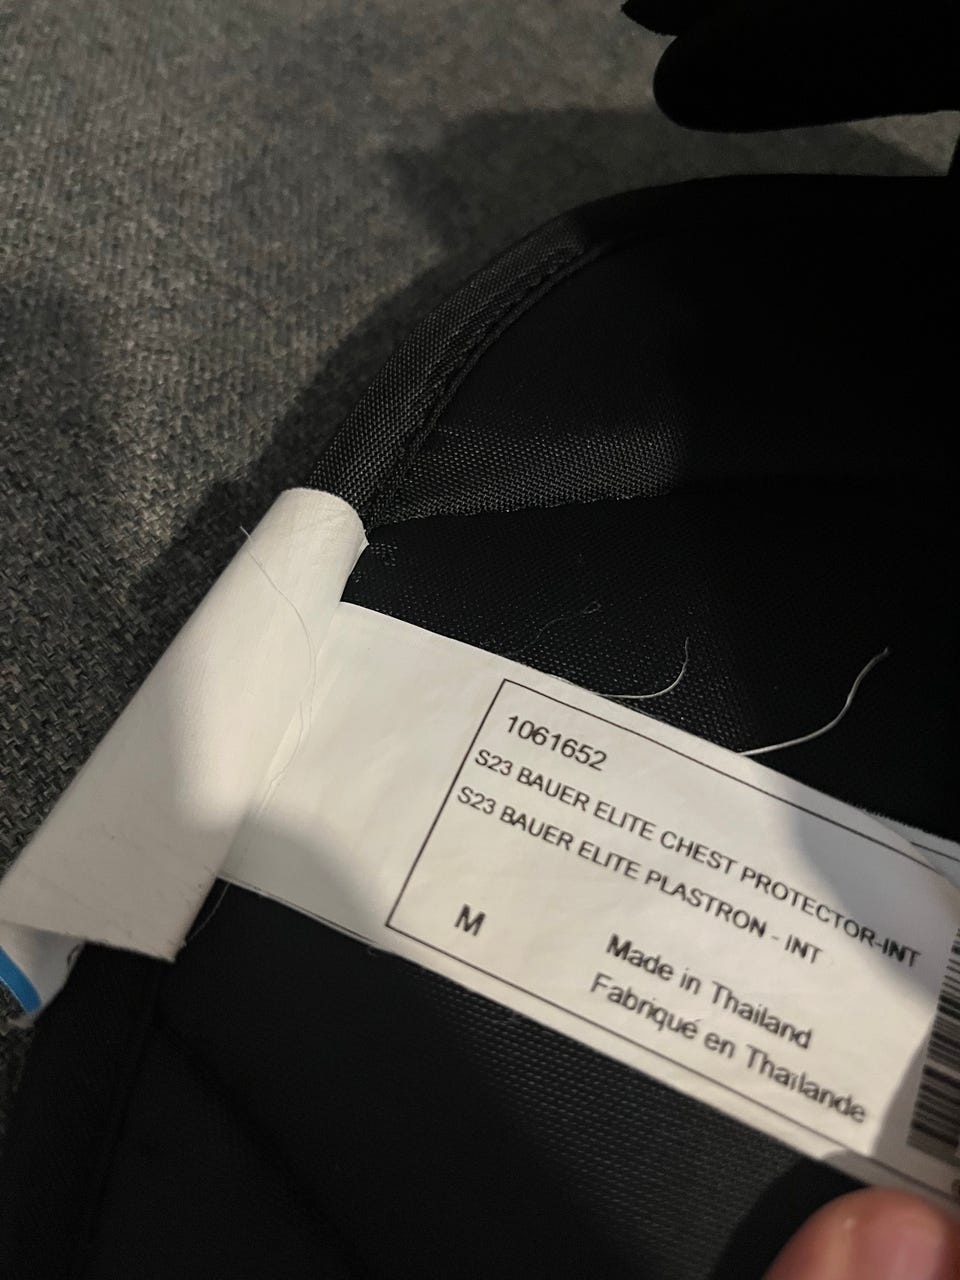 1061652
S23 BAUER ELITE CHEST PROTECTOR-INT
S23 BAUER ELITE PLASTRON - INT
M
Made in Thailand
Fabriqué en Thaïlande